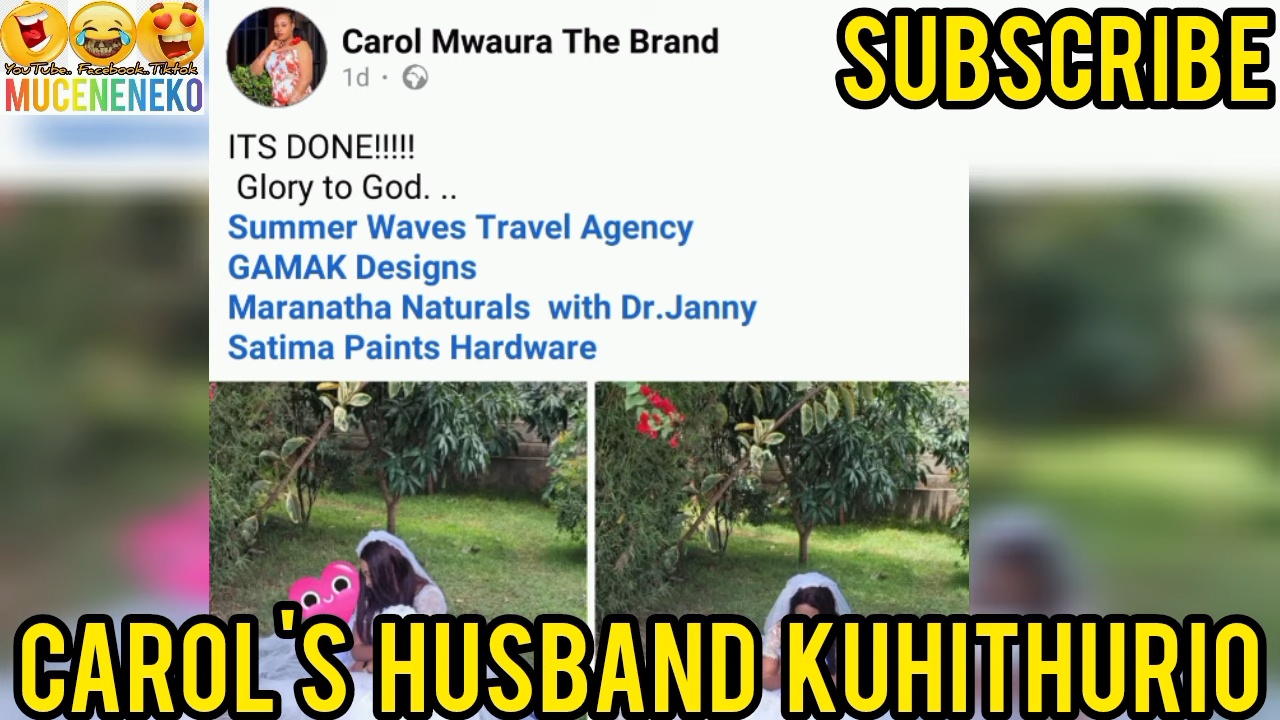 YouTube.. Facebook..Tiktok
MUCENENEKO
Carol Mwaura The Brand
1d ·
SUBSCRIBE
ITS DONE!!!!!
Glory to God. ..
Summer Waves Travel Agency
GAMAK Designs
Maranatha Naturals with Dr.Janny
Satima Paints Hardware
CAROL'S HUSBAND KUHITHURIO